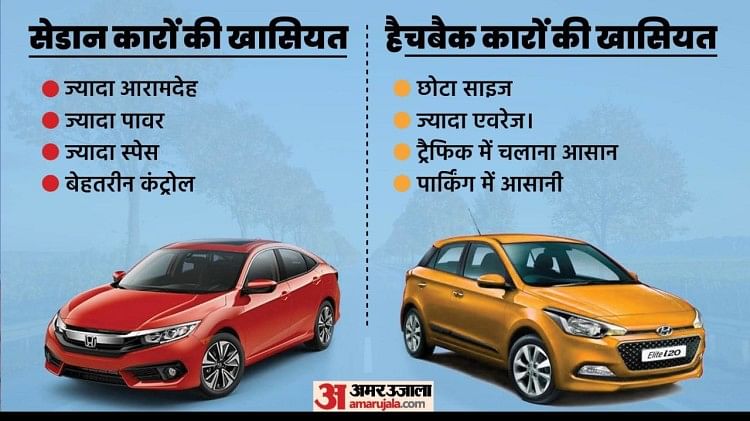 सेडान कारों की खासियत
ज्यादा आरामदेह
ज्यादा पावर
ज्यादा स्पेस
बेहतरीन कंट्रोल
हैचबैक कारों की खासियत
छोटा साइज
ज्यादा एवरेज।
ट्रैफिक में चलाना आसान
पार्किंग में आसानी
Elite i20
अ अमर उजाला
amarujala.com